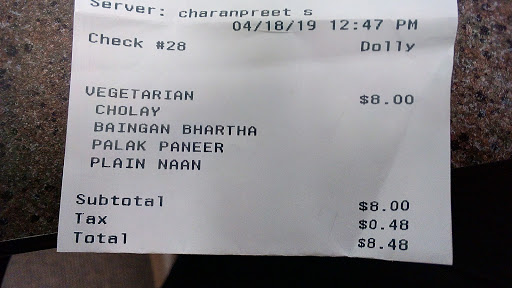 Server: charanpreet s
04/18/19 12:47 PM
Check #28 Dolly
VEGETARIAN $8.00
CHOLAY
BAINGAN BHARTHA
PALAK PANEER
PLAIN NAAN
Subtotal $8.00
Tax $0.48
Total $8.48